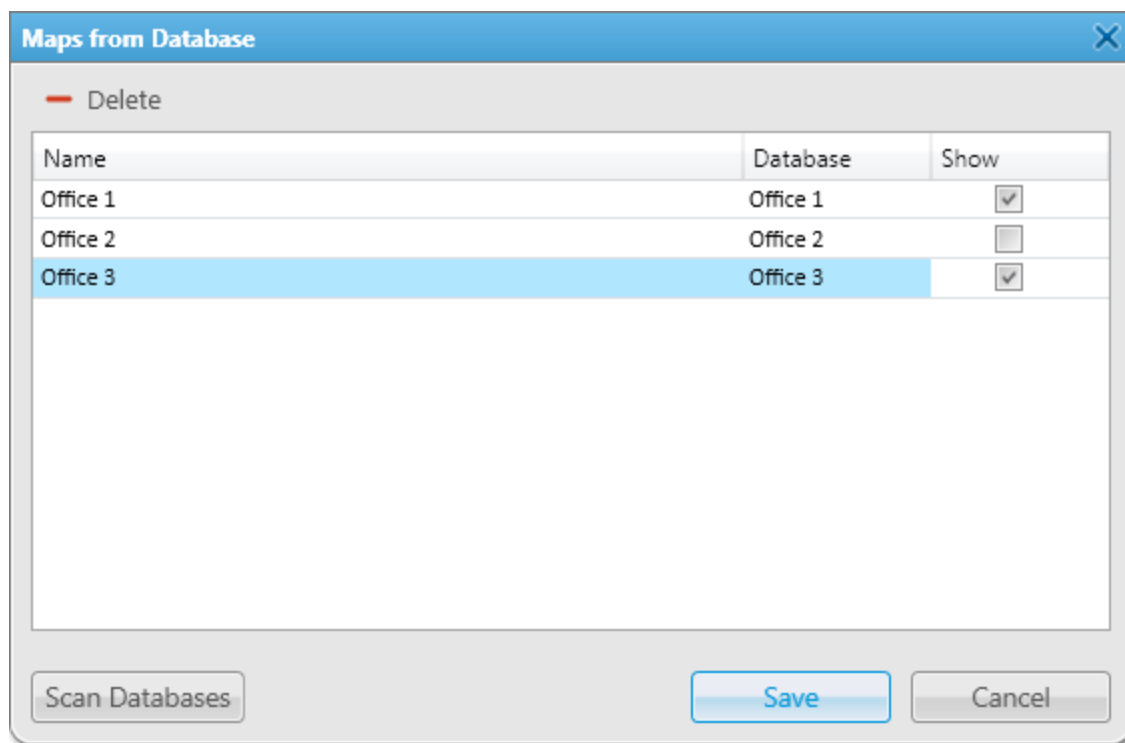 Maps from Database
Delete
Name Database Show
Office 1 Office 1
Office 2 Office 2
Office 3 Office 3
Scan Databases Save Cancel